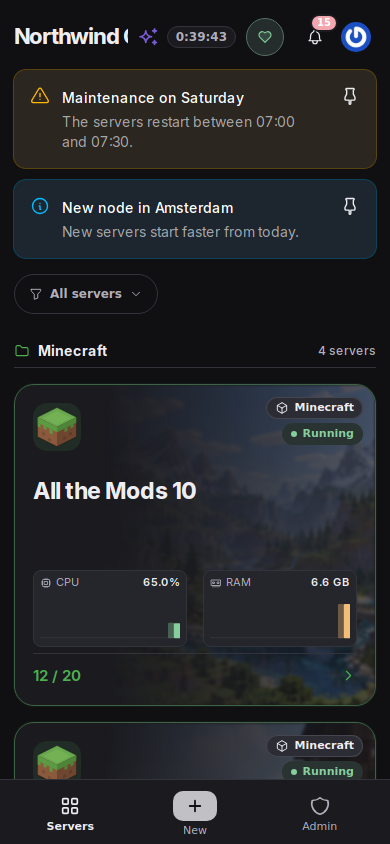 Northwind
0:39:43
15
Maintenance on Saturday
The servers restart between 07:00
and 07:30.
New node in Amsterdam
New servers start faster from today.
All servers
Minecraft
4 servers
Minecraft
Running
All the Mods 10
CPU
65.0%
RAM
6.6 GB
12 / 20
Minecraft
Running
Servers
New
Admin